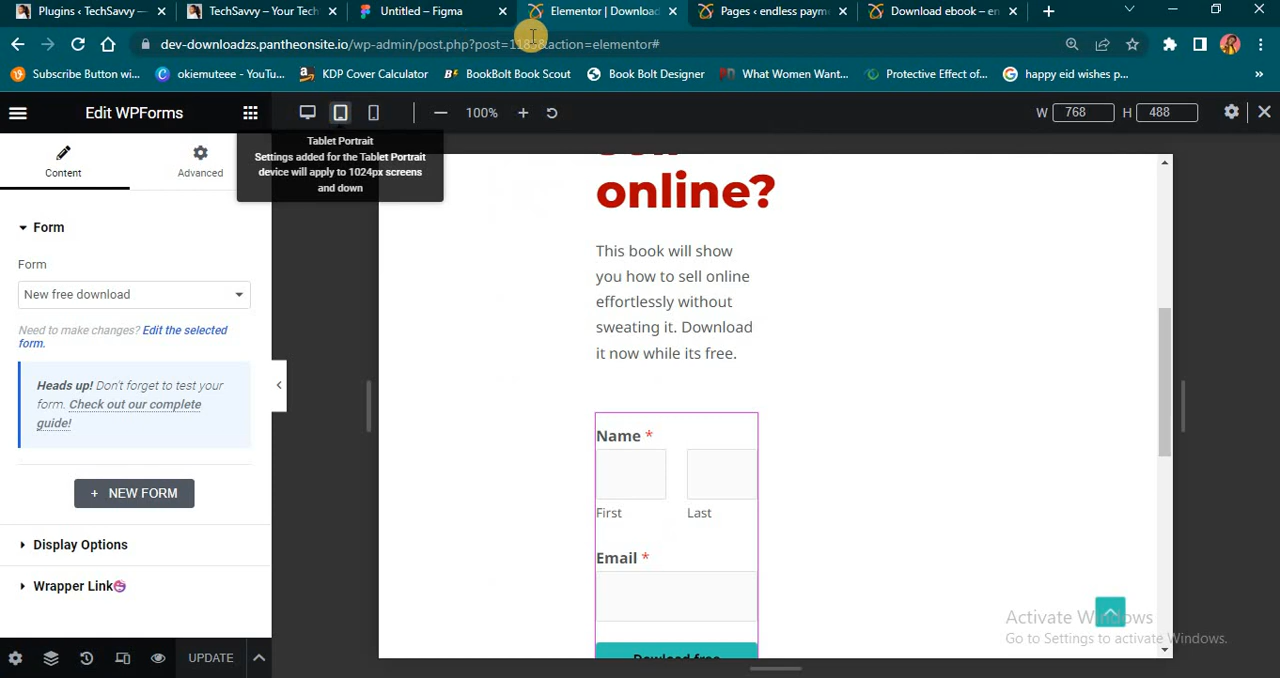 Plugins ‹ TechSavvy —
TechSavvy – Your Tech
Untitled – Figma
Elementor | Download
Pages ‹ endless paym
Download ebook – en
dev-downloadzs.pantheonsite.io/wp-admin/post.php?post=118&action=elementor#
Subscribe Button wi...
okiemuteee - YouTu...
KDP Cover Calculator
BookBolt Book Scout
Book Bolt Designer
What Women Want...
Protective Effect of...
happy eid wishes p...
Edit WPForms
100%
W 768 H 488
Tablet Portrait
Settings added for the Tablet Portrait
device will apply to 1024px screens
and down
Content
Advanced
Form
Form
New free download
Need to make changes? Edit the selected
form.
Heads up! Don't forget to test your
form. Check out our complete
guide!
+ NEW FORM
Display Options
Wrapper Link
UPDATE
online?
This book will show
you how to sell online
effortlessly without
sweating it. Download
it now while its free.
Name *
First
Last
Email *
Dowload free
Activate Windows
Go to Settings to activate Windows.